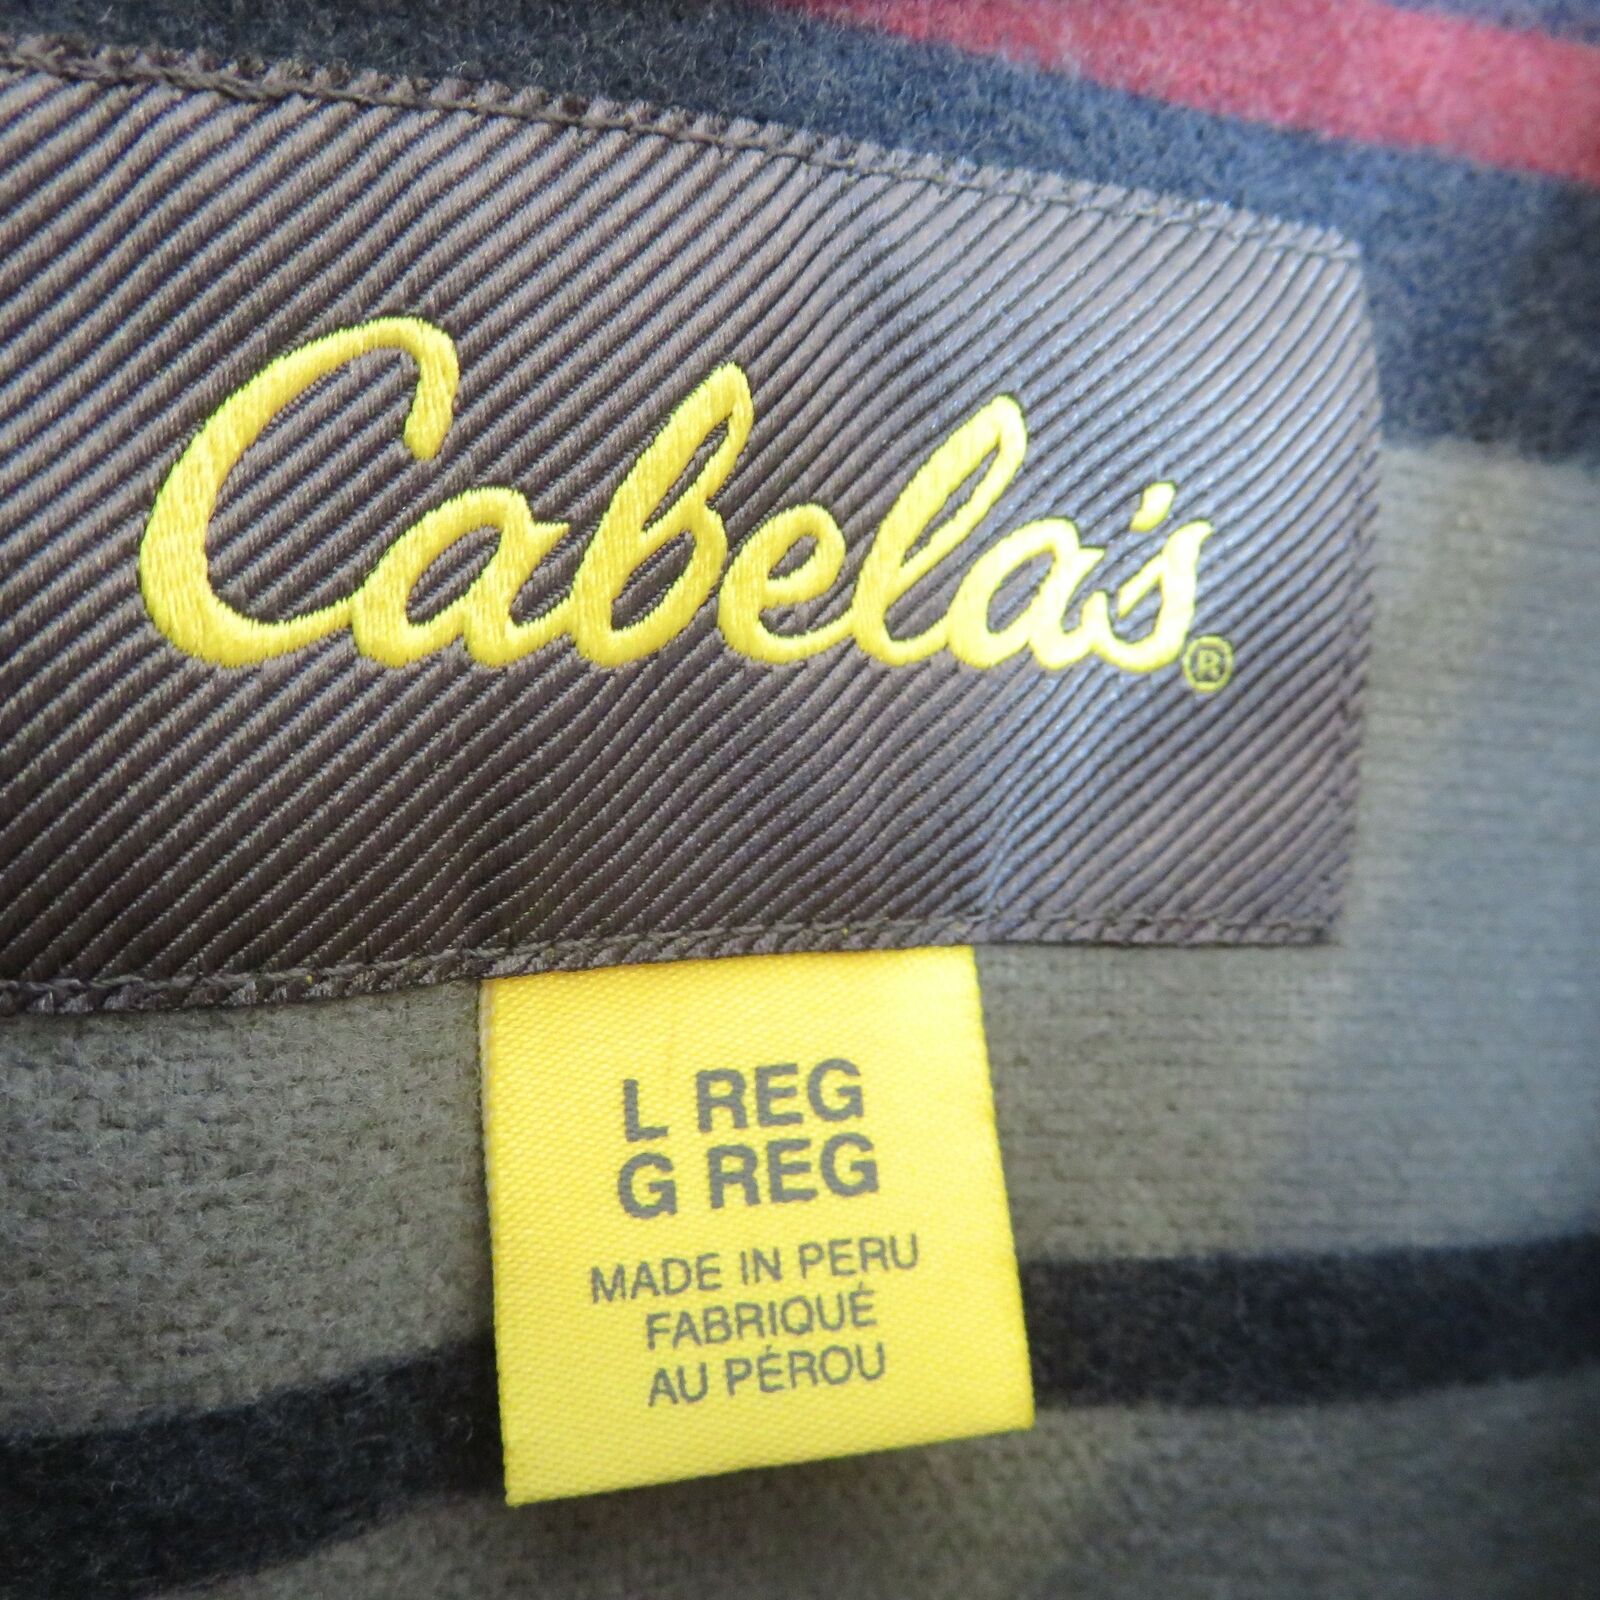 Cabela's®
L REG
G REG
MADE IN PERU
FABRIQUÉ
AU PÉROU